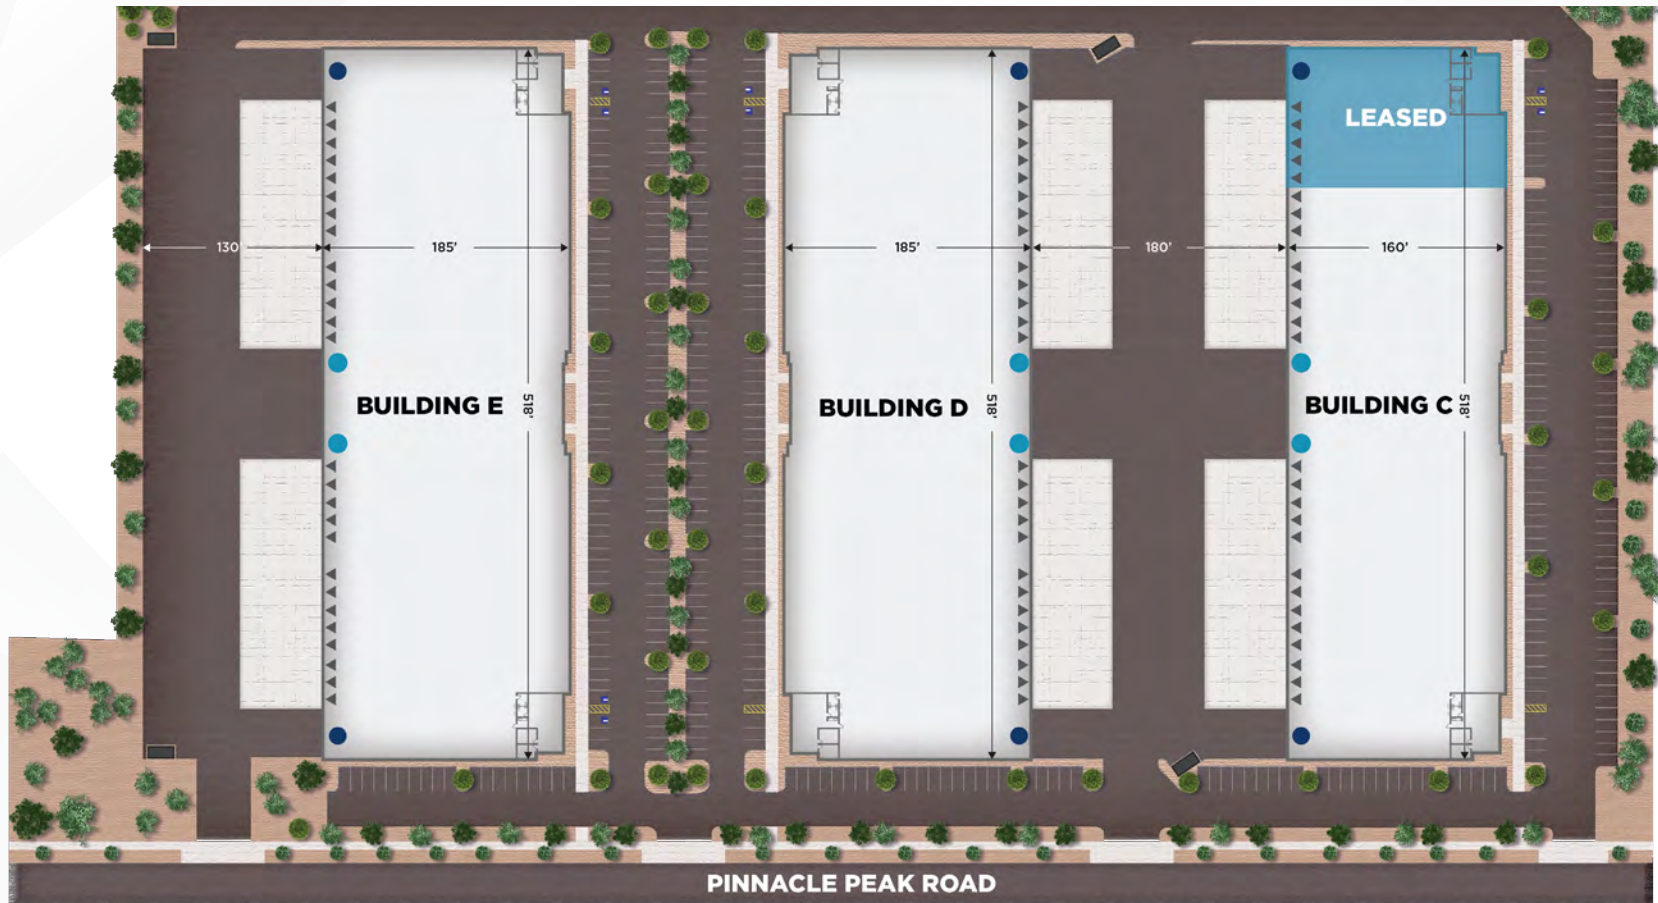 LEASED
130'
185'
185'
180'
160'
BUILDING E
518'
BUILDING D
518'
BUILDING C
518'
PINNACLE PEAK ROAD